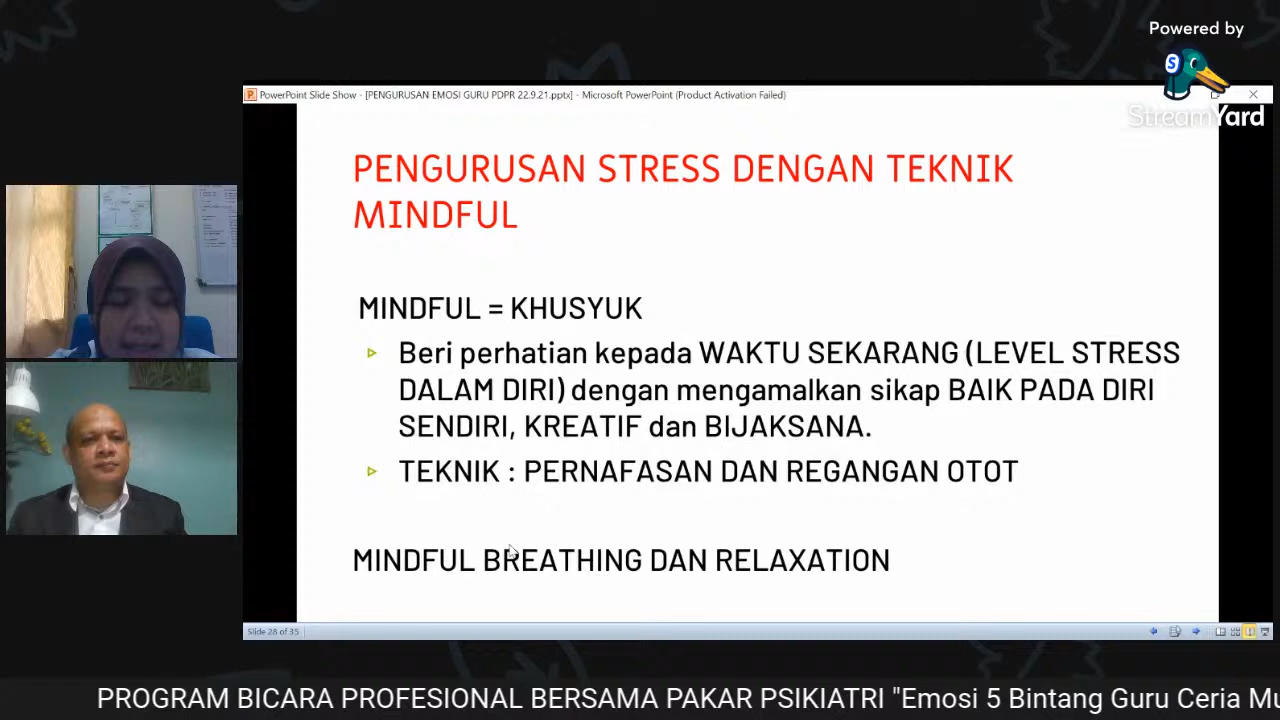 Powered by
S
StreamYard
PowerPoint Slide Show - [PENGURUSAN EMOSI GURU PDPR 22.9.21.pptx] - Microsoft PowerPoint (Product Activation Failed)
PENGURUSAN STRESS DENGAN TEKNIK
MINDFUL
MINDFUL = KHUSYUK
Beri perhatian kepada WAKTU SEKARANG (LEVEL STRESS
DALAM DIRI) dengan mengamalkan sikap BAIK PADA DIRI
SENDIRI, KREATIF dan BIJAKSANA.
TEKNIK : PERNAFASAN DAN REGANGAN OTOT
MINDFUL BREATHING DAN RELAXATION
Slide 28 of 35
PROGRAM BICARA PROFESIONAL BERSAMA PAKAR PSIKIATRI "Emosi 5 Bintang Guru Ceria Mu